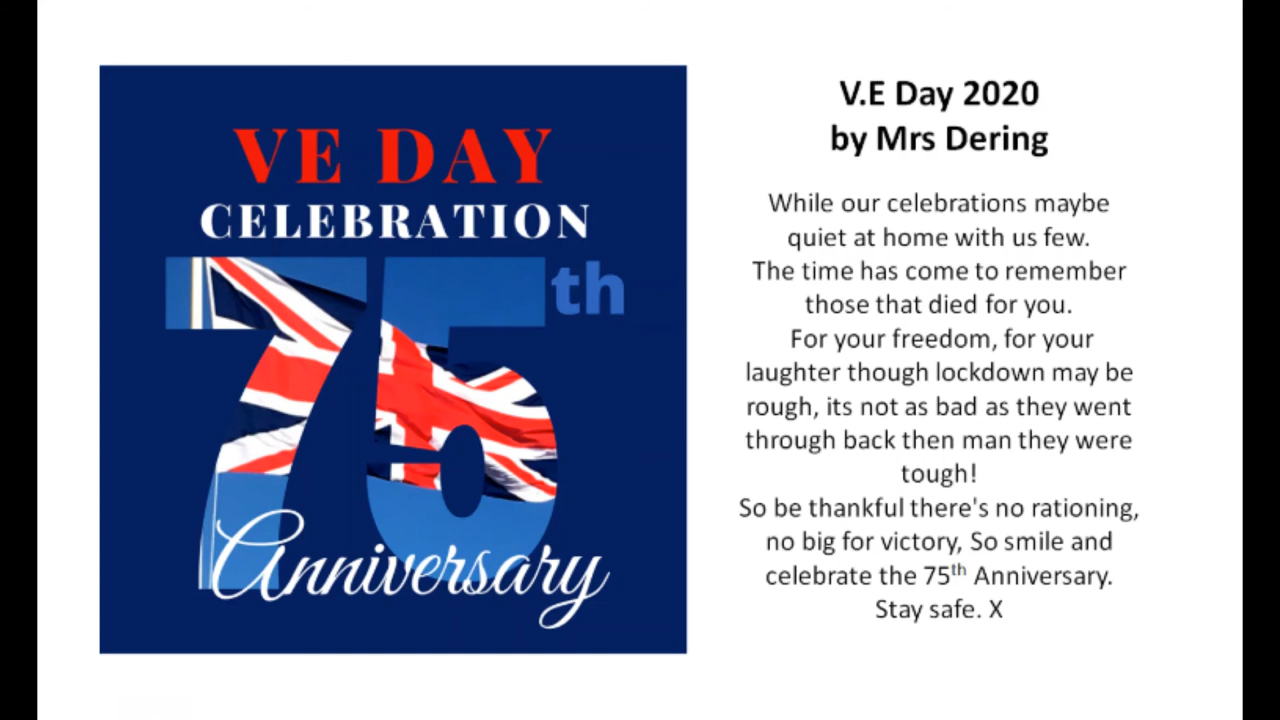 VE DAY
CELEBRATION
75th
Anniversary
V.E Day 2020
by Mrs Dering
While our celebrations maybe
quiet at home with us few.
The time has come to remember
those that died for you.
For your freedom, for your
laughter though lockdown may be
rough, its not as bad as they went
through back then man they were
tough!
So be thankful there's no rationing,
no big for victory, So smile and
celebrate the 75th Anniversary.
Stay safe. X